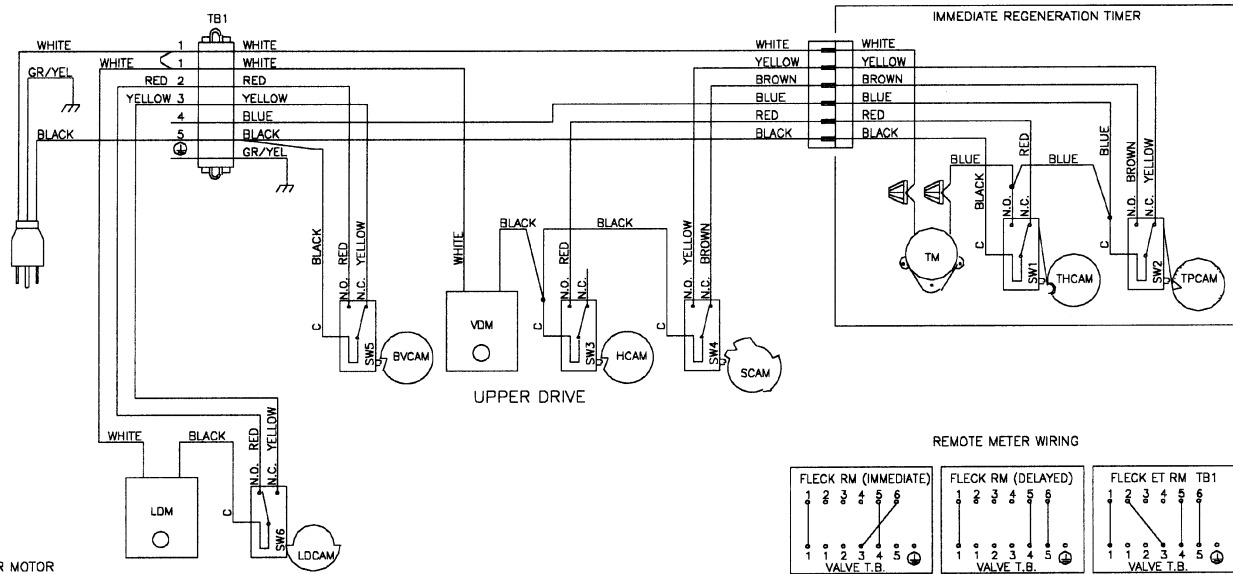 TB1
IMMEDIATE REGENERATION TIMER
WHITE 1 WHITE WHITE WHITE
WHITE 1 WHITE YELLOW YELLOW
GR/YEL RED 2 RED BROWN BROWN
YELLOW 3 YELLOW BLUE BLUE
4 BLUE RED RED
BLACK 5 BLACK BLACK BLACK
GR/YEL
BLUE BLACK RED BLUE BLUE BROWN YELLOW
N.O. N.C. N.O. N.C.
C C
TM SW1 THCAM SW2 TPCAM
BLACK RED YELLOW WHITE BLACK RED BLACK YELLOW BROWN
N.O. N.C. N.O. N.C. N.O. N.C.
C C C
SW5 BVCAM VDM SW3 HCAM SW4 SCAM
UPPER DRIVE
WHITE BLACK RED YELLOW
N.O. N.C.
C
LDM SW6 LDCAM
R MOTOR
REMOTE METER WIRING
FLECK RM (IMMEDIATE)
1 2 3 4 5 6
1 1 2 3 4 5
VALVE T.B.
FLECK RM (DELAYED)
1 2 3 4 5 6
1 1 2 3 4 5
VALVE T.B.
FLECK ET RM TB1
1 2 3 4 5 6
1 1 2 3 4 5
VALVE T.B.